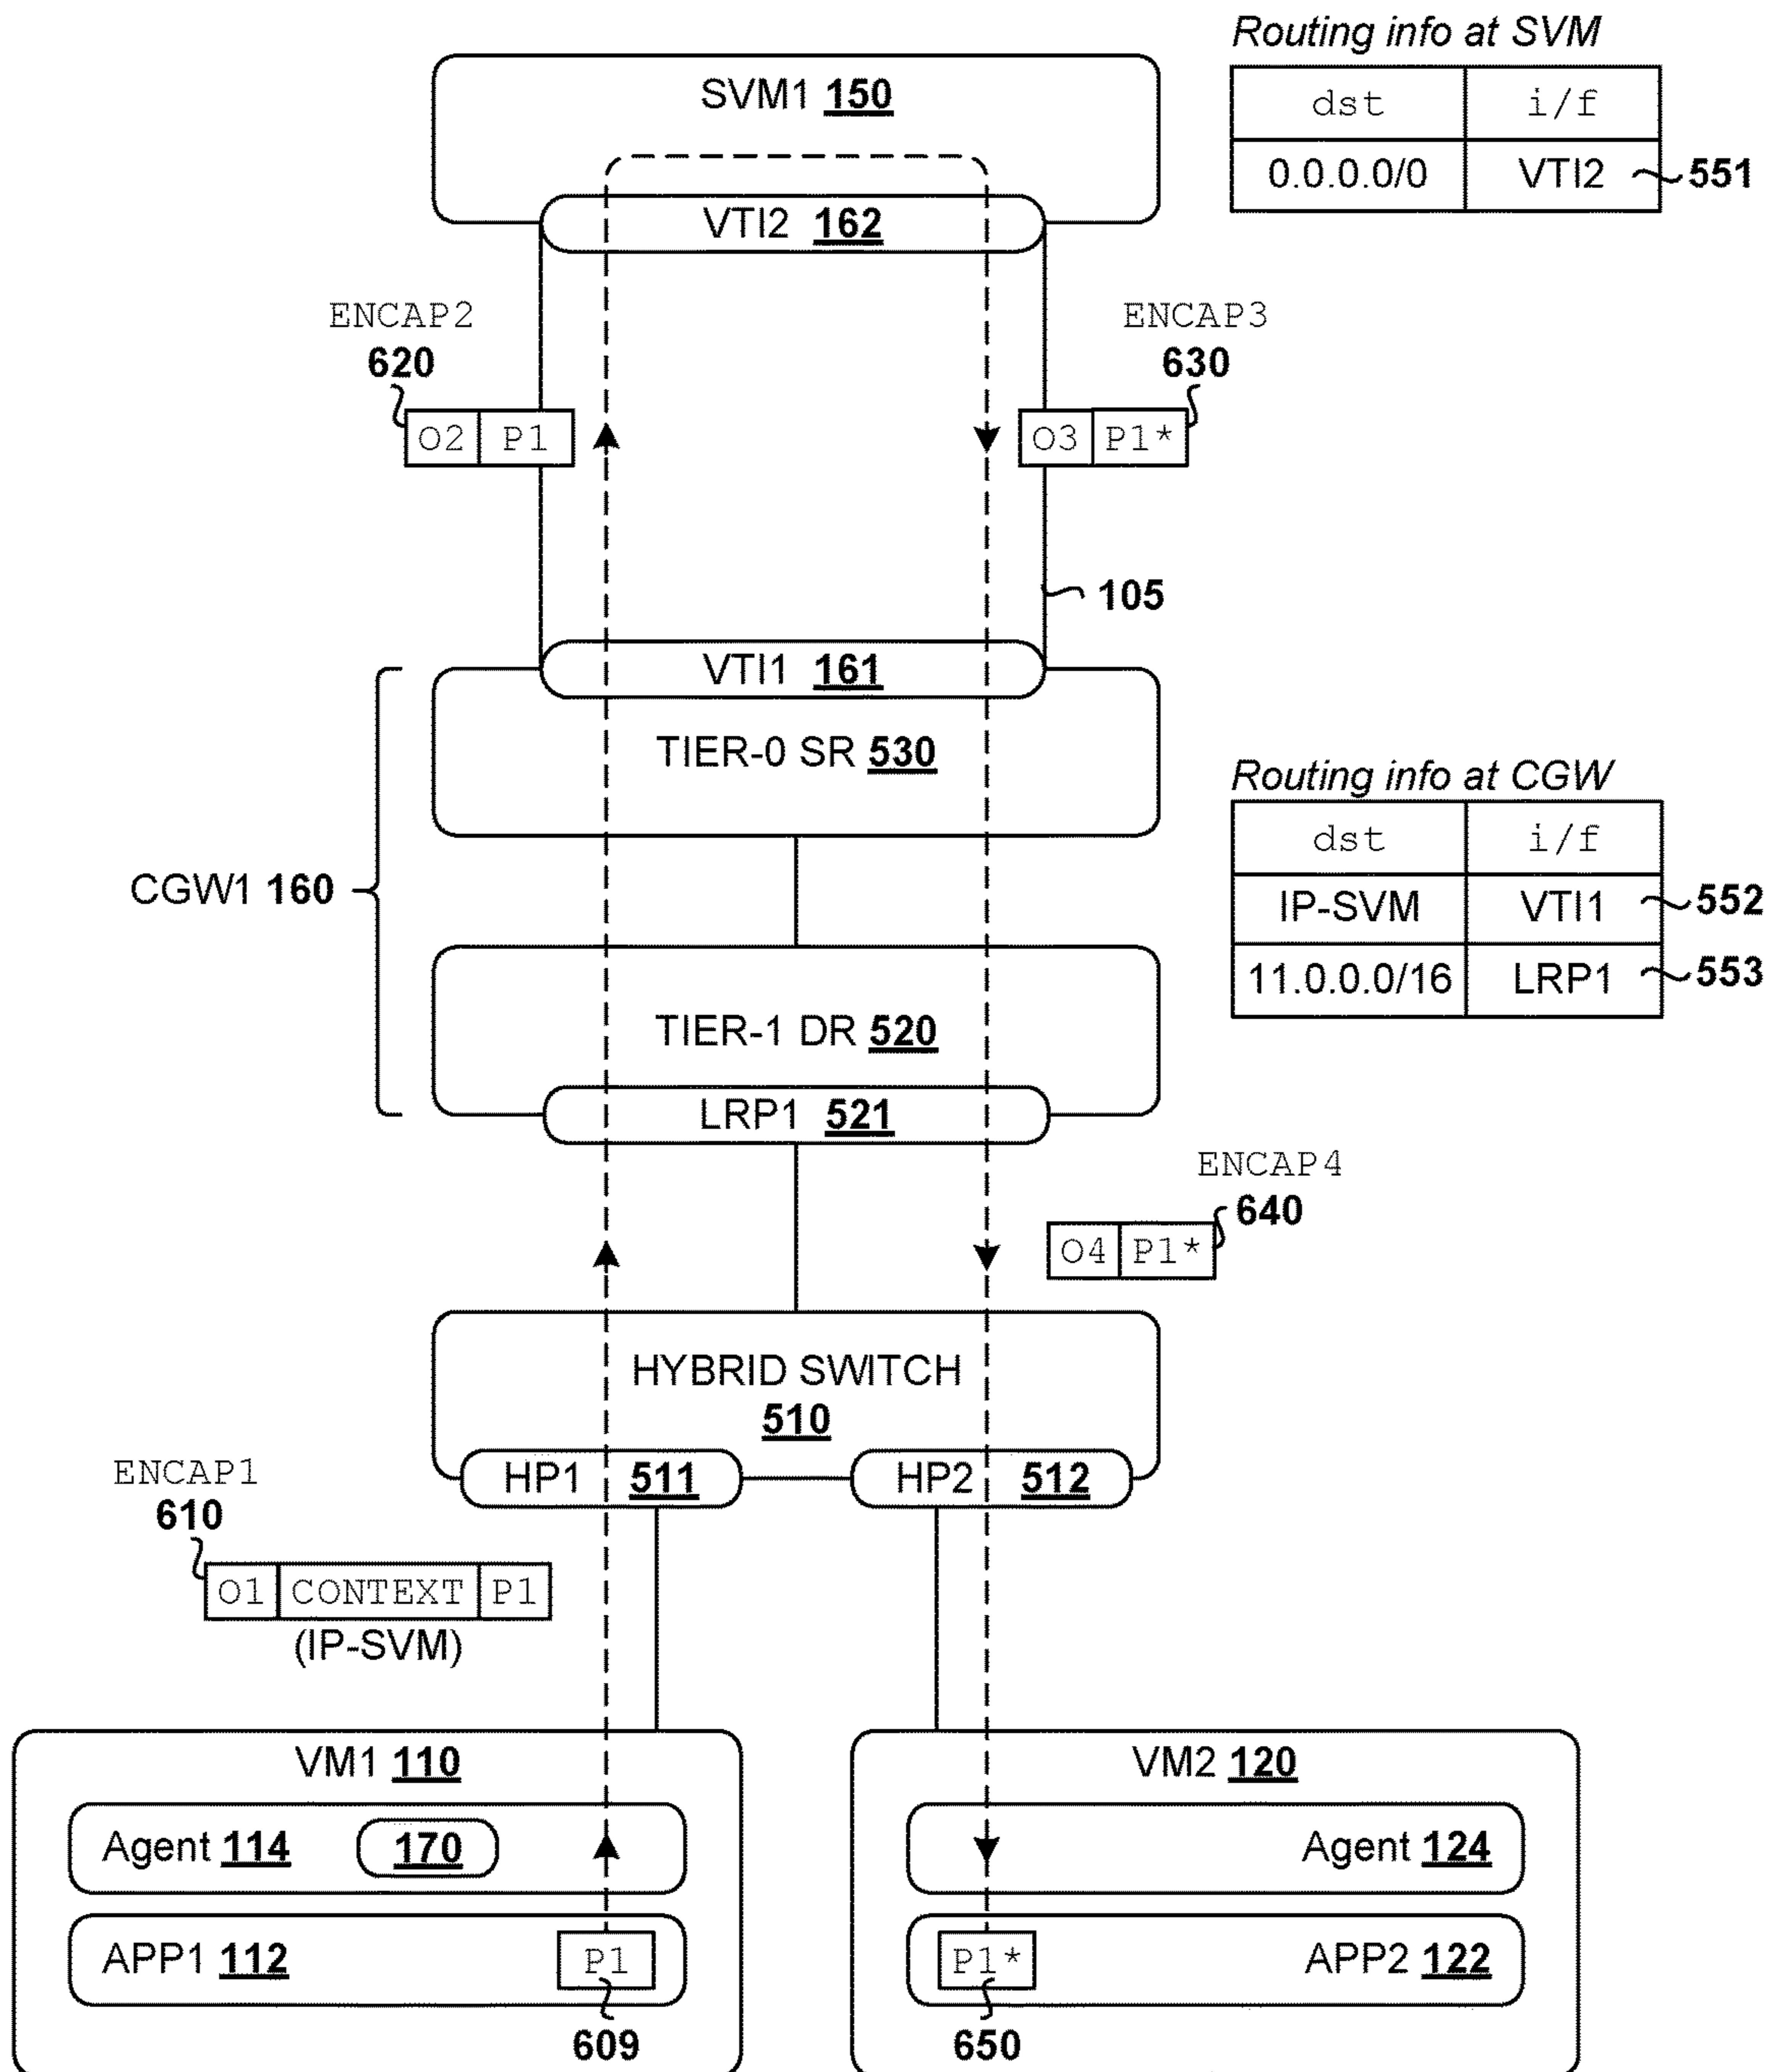 Routing info at SVM
dst i/f
0.0.0.0/0 VTI2 551
SVM1 150
VTI2 162
ENCAP2
620
O2 P1
ENCAP3
630
O3 P1*
105
VTI1 161
TIER-0 SR 530
CGW1 160
Routing info at CGW
dst i/f
IP-SVM VTI1 552
11.0.0.0/16 LRP1 553
TIER-1 DR 520
LRP1 521
ENCAP4
640
O4 P1*
HYBRID SWITCH
510
HP1 511
HP2 512
ENCAP1
610
O1 CONTEXT P1
(IP-SVM)
VM1 110
Agent 114 170
APP1 112 P1
609
VM2 120
Agent 124
P1* APP2 122
650